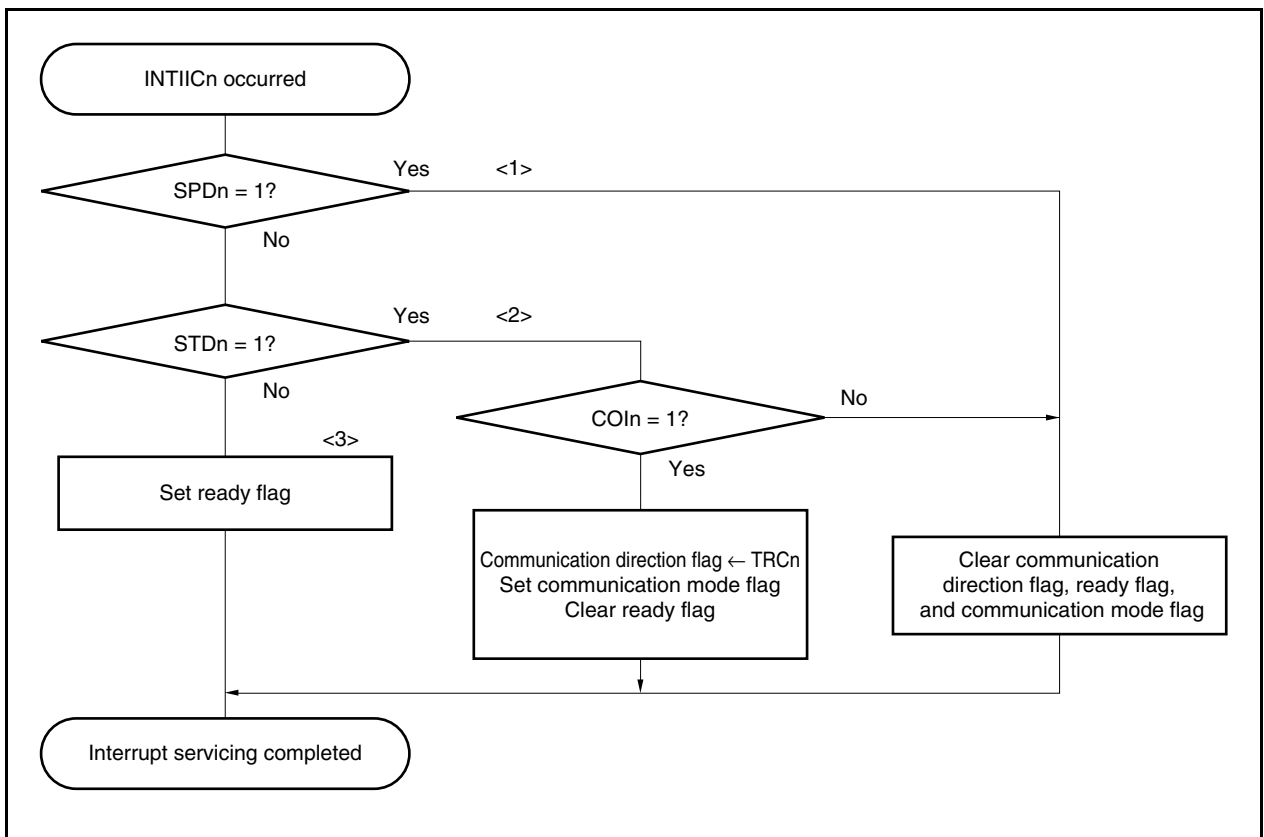 INTIICn occurred
Yes
<1>
SPDn = 1?
No
Yes
<2>
STDn = 1?
No
COIn = 1?
No
Yes
<3>
Set ready flag
Communication direction flag ← TRCn
Set communication mode flag
Clear ready flag
Clear communication
direction flag, ready flag,
and communication mode flag
Interrupt servicing completed